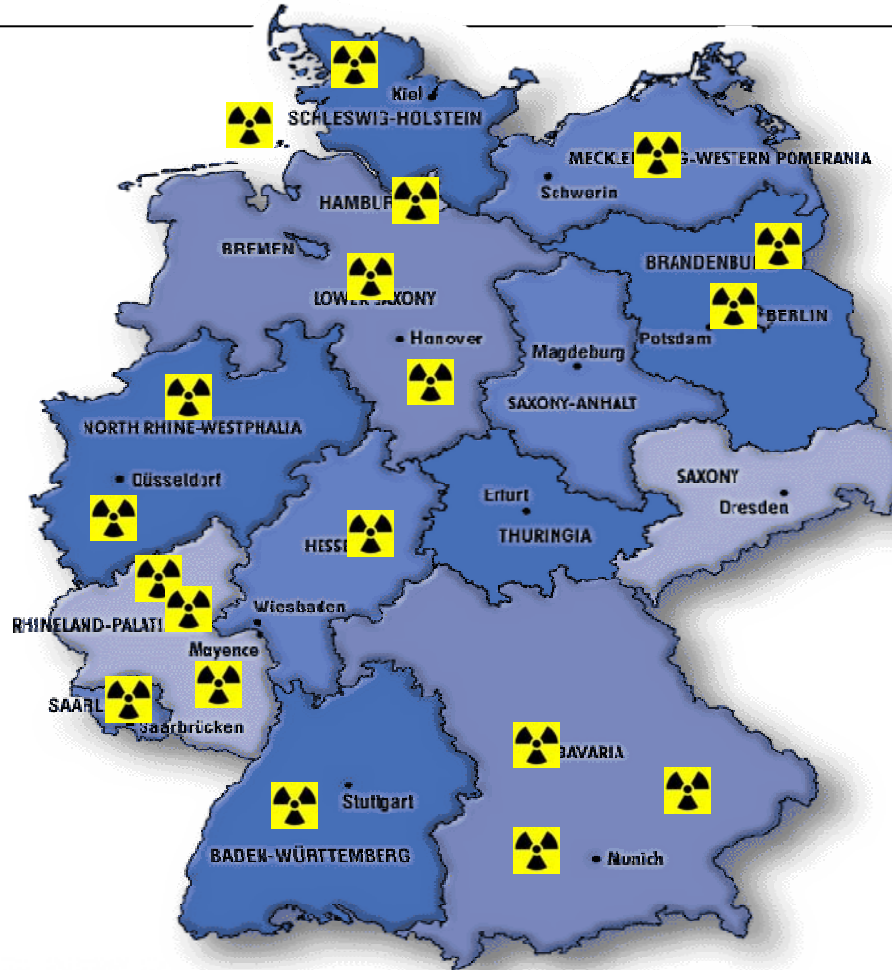 Kiel
SCHLESWIG-HOLSTEIN
Schwerin
BREMEN
LOWER SAXONY
BERLIN
Potsdam
Hanover
Magdeburg
SAXONY-ANHALT
NORTH RHINE-WESTPHALIA
Düsseldorf
SAXONY
Dresden
Erfurt
THURINGIA
HESSE
Wiesbaden
Mayence
Saarbrücken
BAVARIA
Stuttgart
BADEN-WÜRTTEMBERG
Munich